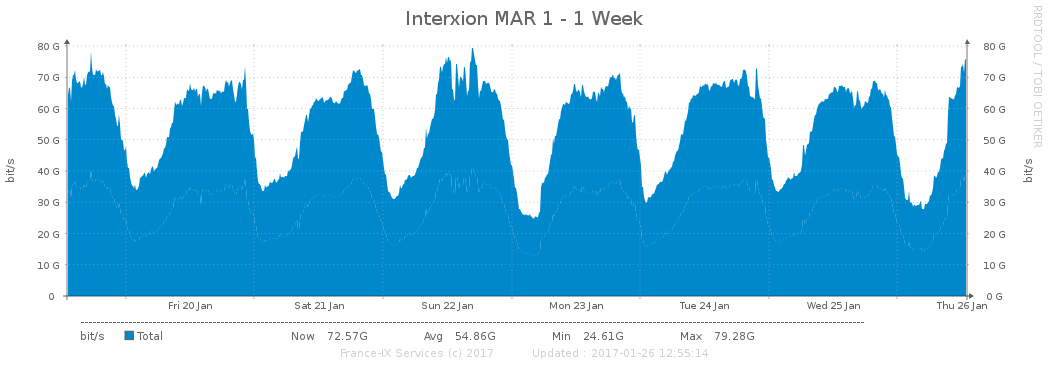 Interxion MAR 1 - 1 Week
RRDTOOL / TOBI OETIKER
bit/s
80 G 80 G
70 G 70 G
60 G 60 G
50 G 50 G
40 G 40 G
30 G 30 G
20 G 20 G
10 G 10 G
0 0 G
bit/s
Fri 20 Jan Sat 21 Jan Sun 22 Jan Mon 23 Jan Tue 24 Jan Wed 25 Jan Thu 26 Jan
bit/s Total Now 72.57G Avg 54.86G Min 24.61G Max 79.28G
France-IX Services (c) 2017 Updated : 2017-01-26 12:55:14